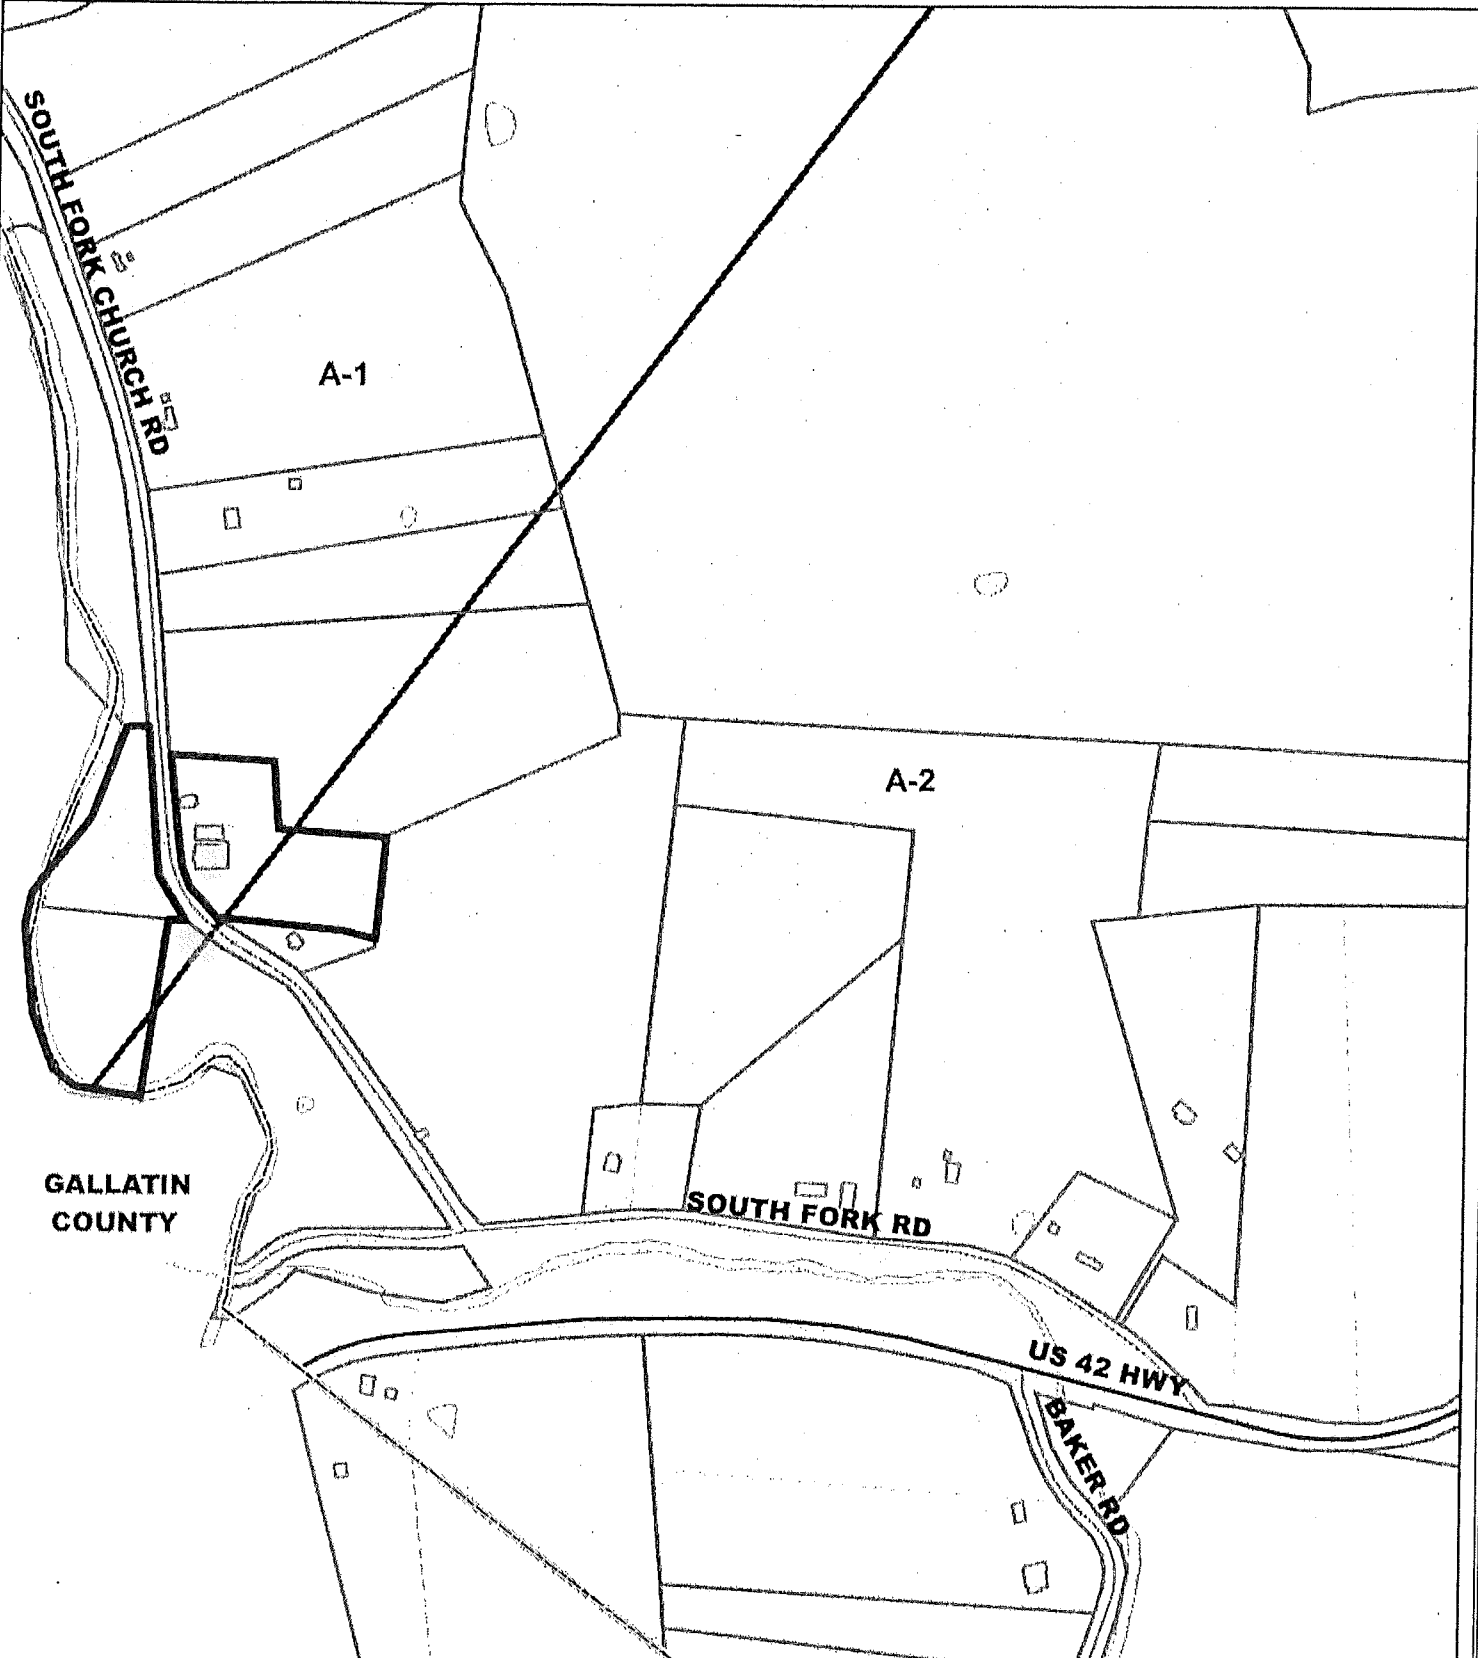 SOUTH FORK CHURCH RD
A-1
A-2
GALLATIN
COUNTY
SOUTH FORK RD
US 42 HWY
BAKER RD